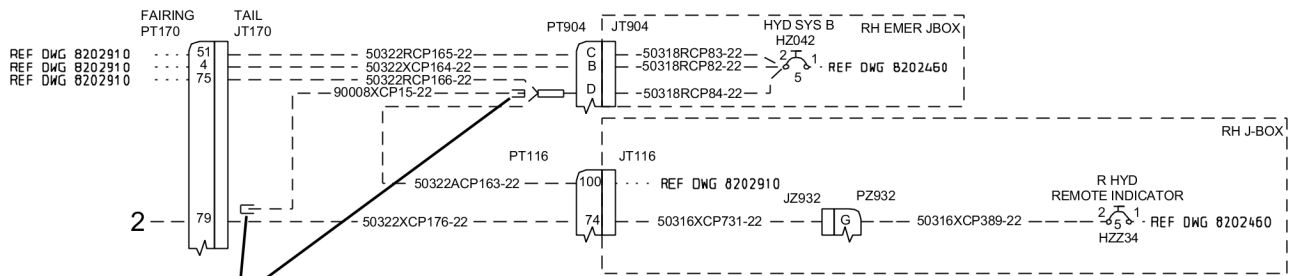 FAIRING TAIL
PT170 JT170
PT904 JT904 HYD SYS B RH EMER JBOX
HZ042
REF DWG 8202910 51 50322RCP165-22 C 50318RCP83-22 2 1
REF DWG 8202910 4 50322XCP164-22 B 50318RCP82-22 5 REF DWG 8202460
REF DWG 8202910 75 50322RCP166-22
90008XCP15-22 D 50318RCP84-22
RH J-BOX
PT116 JT116
50322ACP163-22 100 REF DWG 8202910
R HYD
REMOTE INDICATOR
JZ932 PZ932
2 79 50322XCP176-22 74 50316XCP731-22 G 50316XCP389-22 2 5 1 REF DWG 8202460
HZZ34